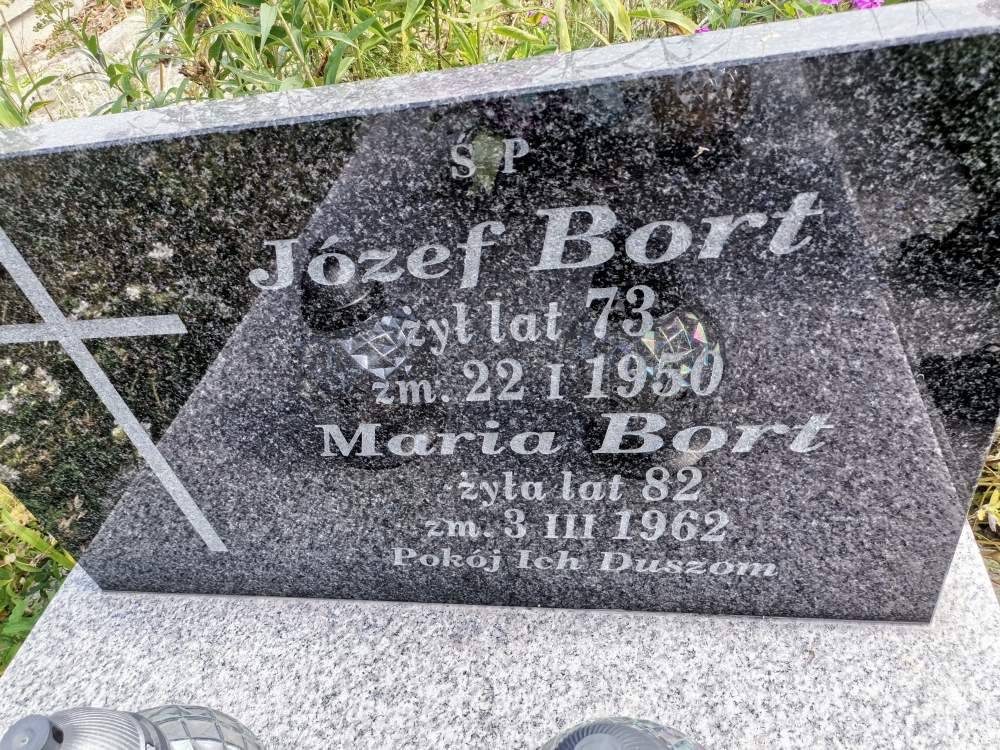 Ś P
Józef Bort
żył lat 73
zm. 22 I 1950
Maria Bort
żyła lat 82
zm. 3 III 1962
Pokój Ich Duszom